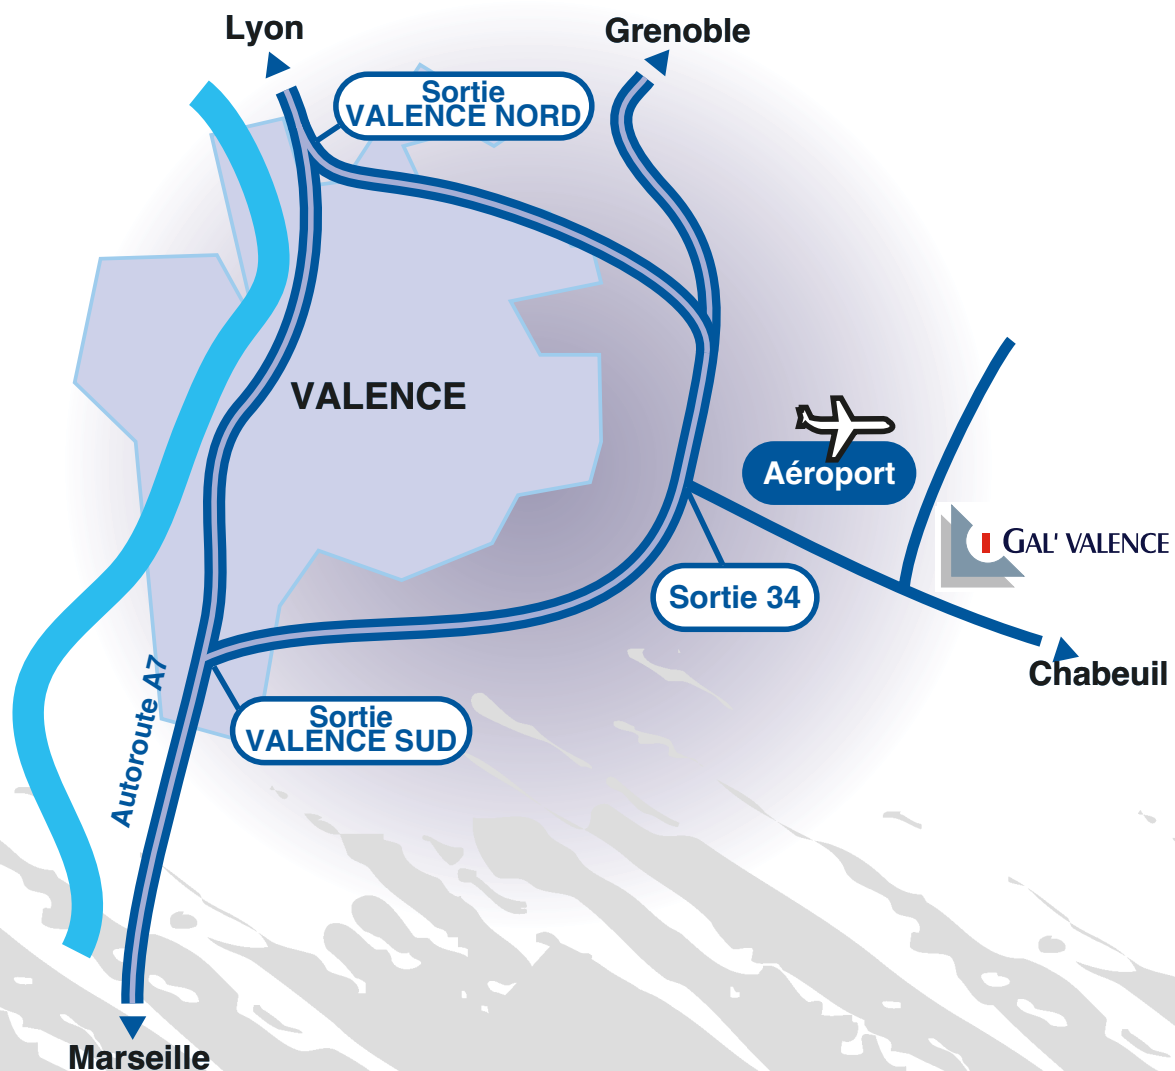 Lyon
Grenoble
Sortie
VALENCE NORD
VALENCE
Aéroport
GAL' VALENCE
Sortie 34
Chabeuil
Autoroute A7
Sortie
VALENCE SUD
Marseille